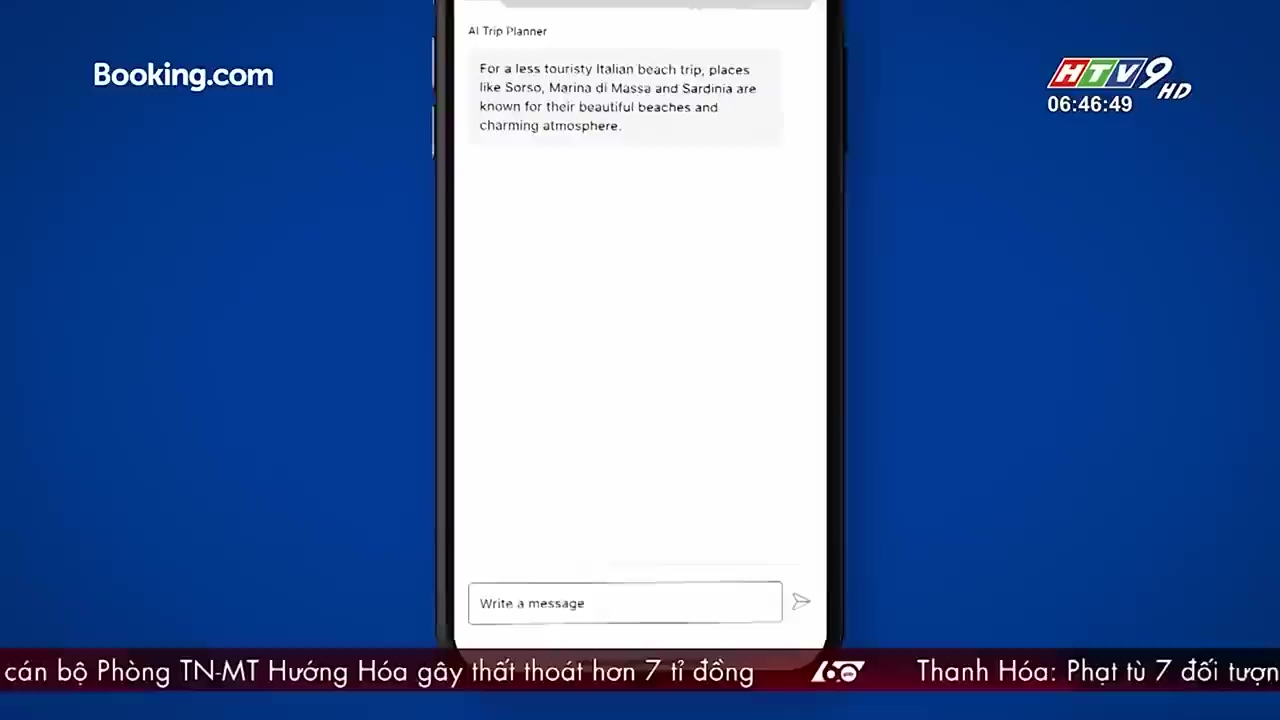 AI Trip Planner
Booking.com
For a less touristy Italian beach trip, places
like Sorso, Marina di Massa and Sardinia are
known for their beautiful beaches and
charming atmosphere.
HTV9 HD
06:46:49
Write a message
cán bộ Phòng TN-MT Hướng Hóa gây thất thoát hơn 7 tỉ đồng
60
Thanh Hóa: Phạt tù 7 đối tượn